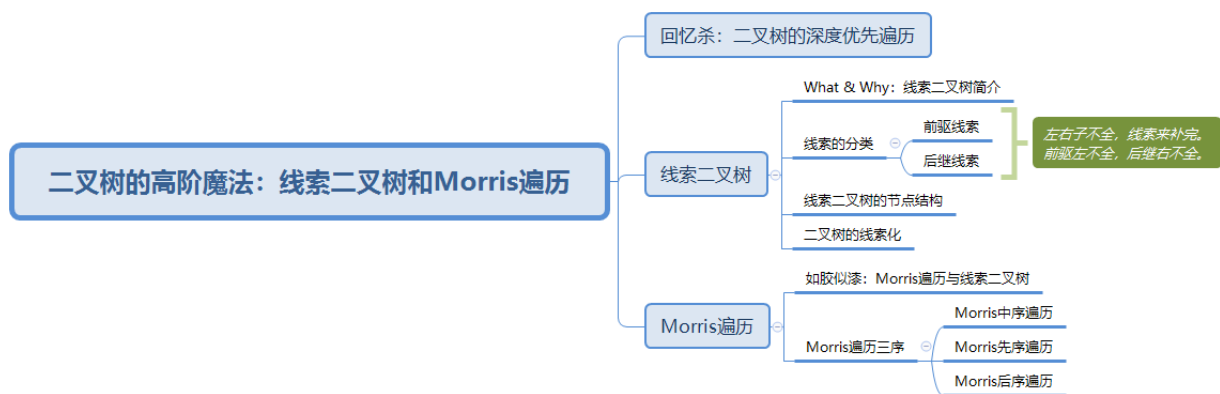 二叉树的高阶魔法：线索二叉树和Morris遍历
回忆杀：二叉树的深度优先遍历
线索二叉树
What & Why：线索二叉树简介
线索的分类
前驱线索
后继线索
左右子不全，线索来补完。
前驱左不全，后继右不全。
线索二叉树的节点结构
二叉树的线索化
Morris遍历
如胶似漆：Morris遍历与线索二叉树
Morris遍历三序
Morris中序遍历
Morris先序遍历
Morris后序遍历